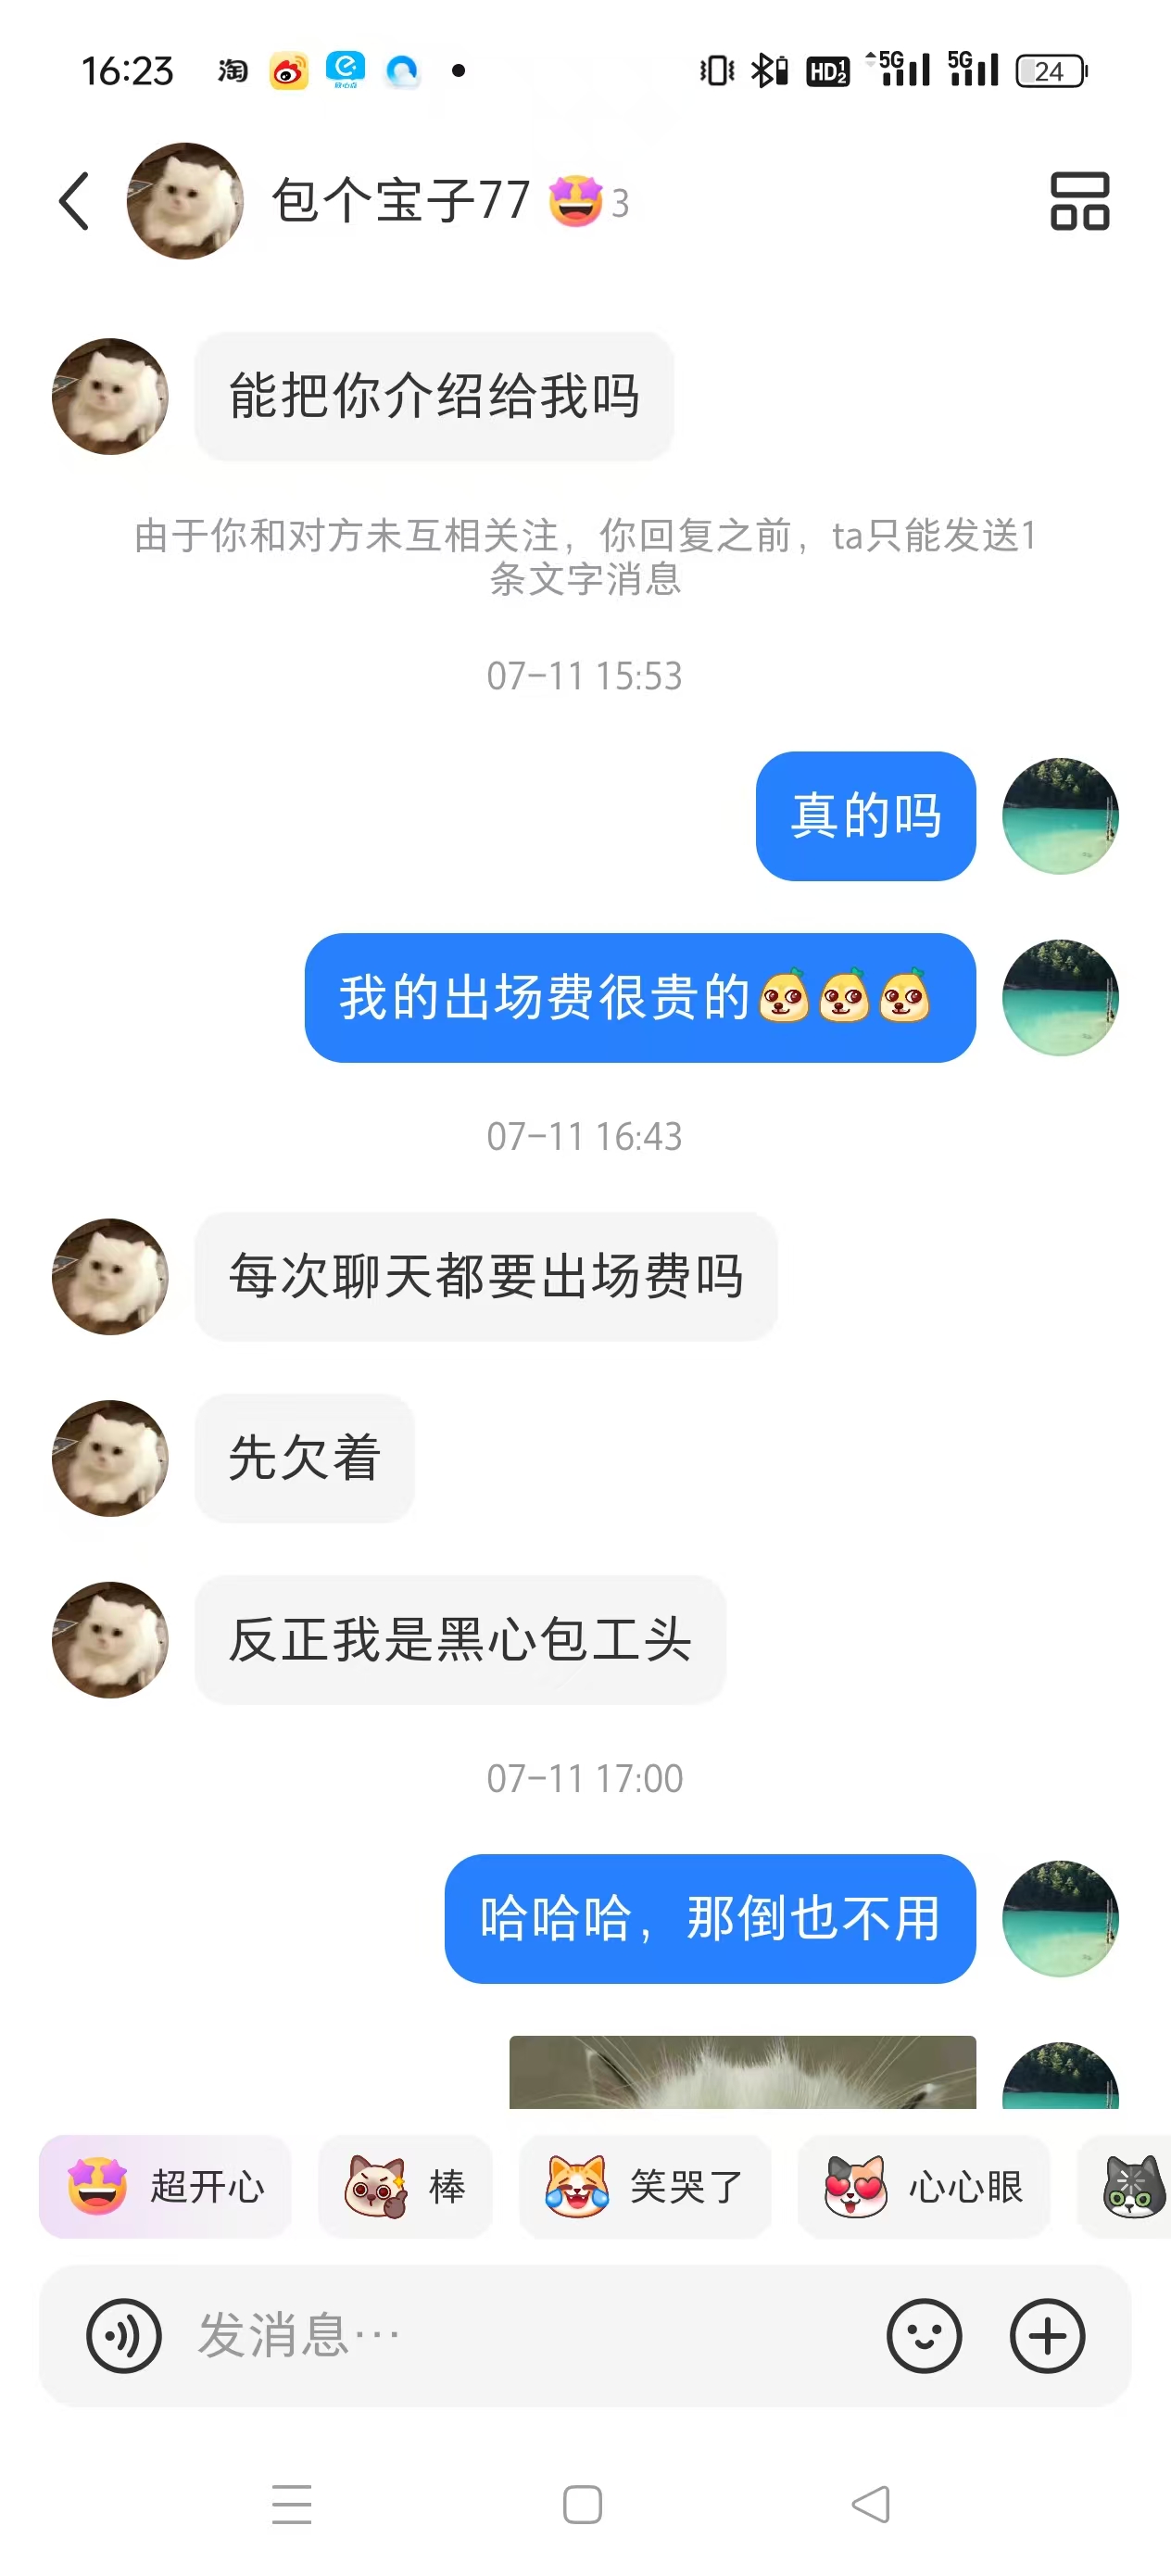 16:23
淘
HD1 2
5G
5G
24
包个宝子77 3
能把你介绍给我吗
由于你和对方未互相关注，你回复之前，ta只能发送1
条文字消息
07-11 15:53
真的吗
我的出场费很贵的
07-11 16:43
每次聊天都要出场费吗
先欠着
反正我是黑心包工头
07-11 17:00
哈哈哈，那倒也不用
超开心
棒
笑哭了
心心眼
发消息…